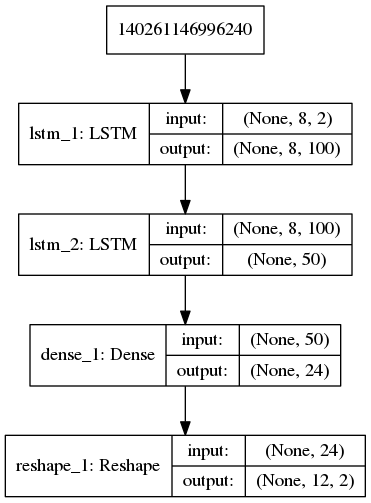 140261146996240
lstm_1: LSTM
input:
(None, 8, 2)
output:
(None, 8, 100)
lstm_2: LSTM
input:
(None, 8, 100)
output:
(None, 50)
dense_1: Dense
input:
(None, 50)
output:
(None, 24)
reshape_1: Reshape
input:
(None, 24)
output:
(None, 12, 2)